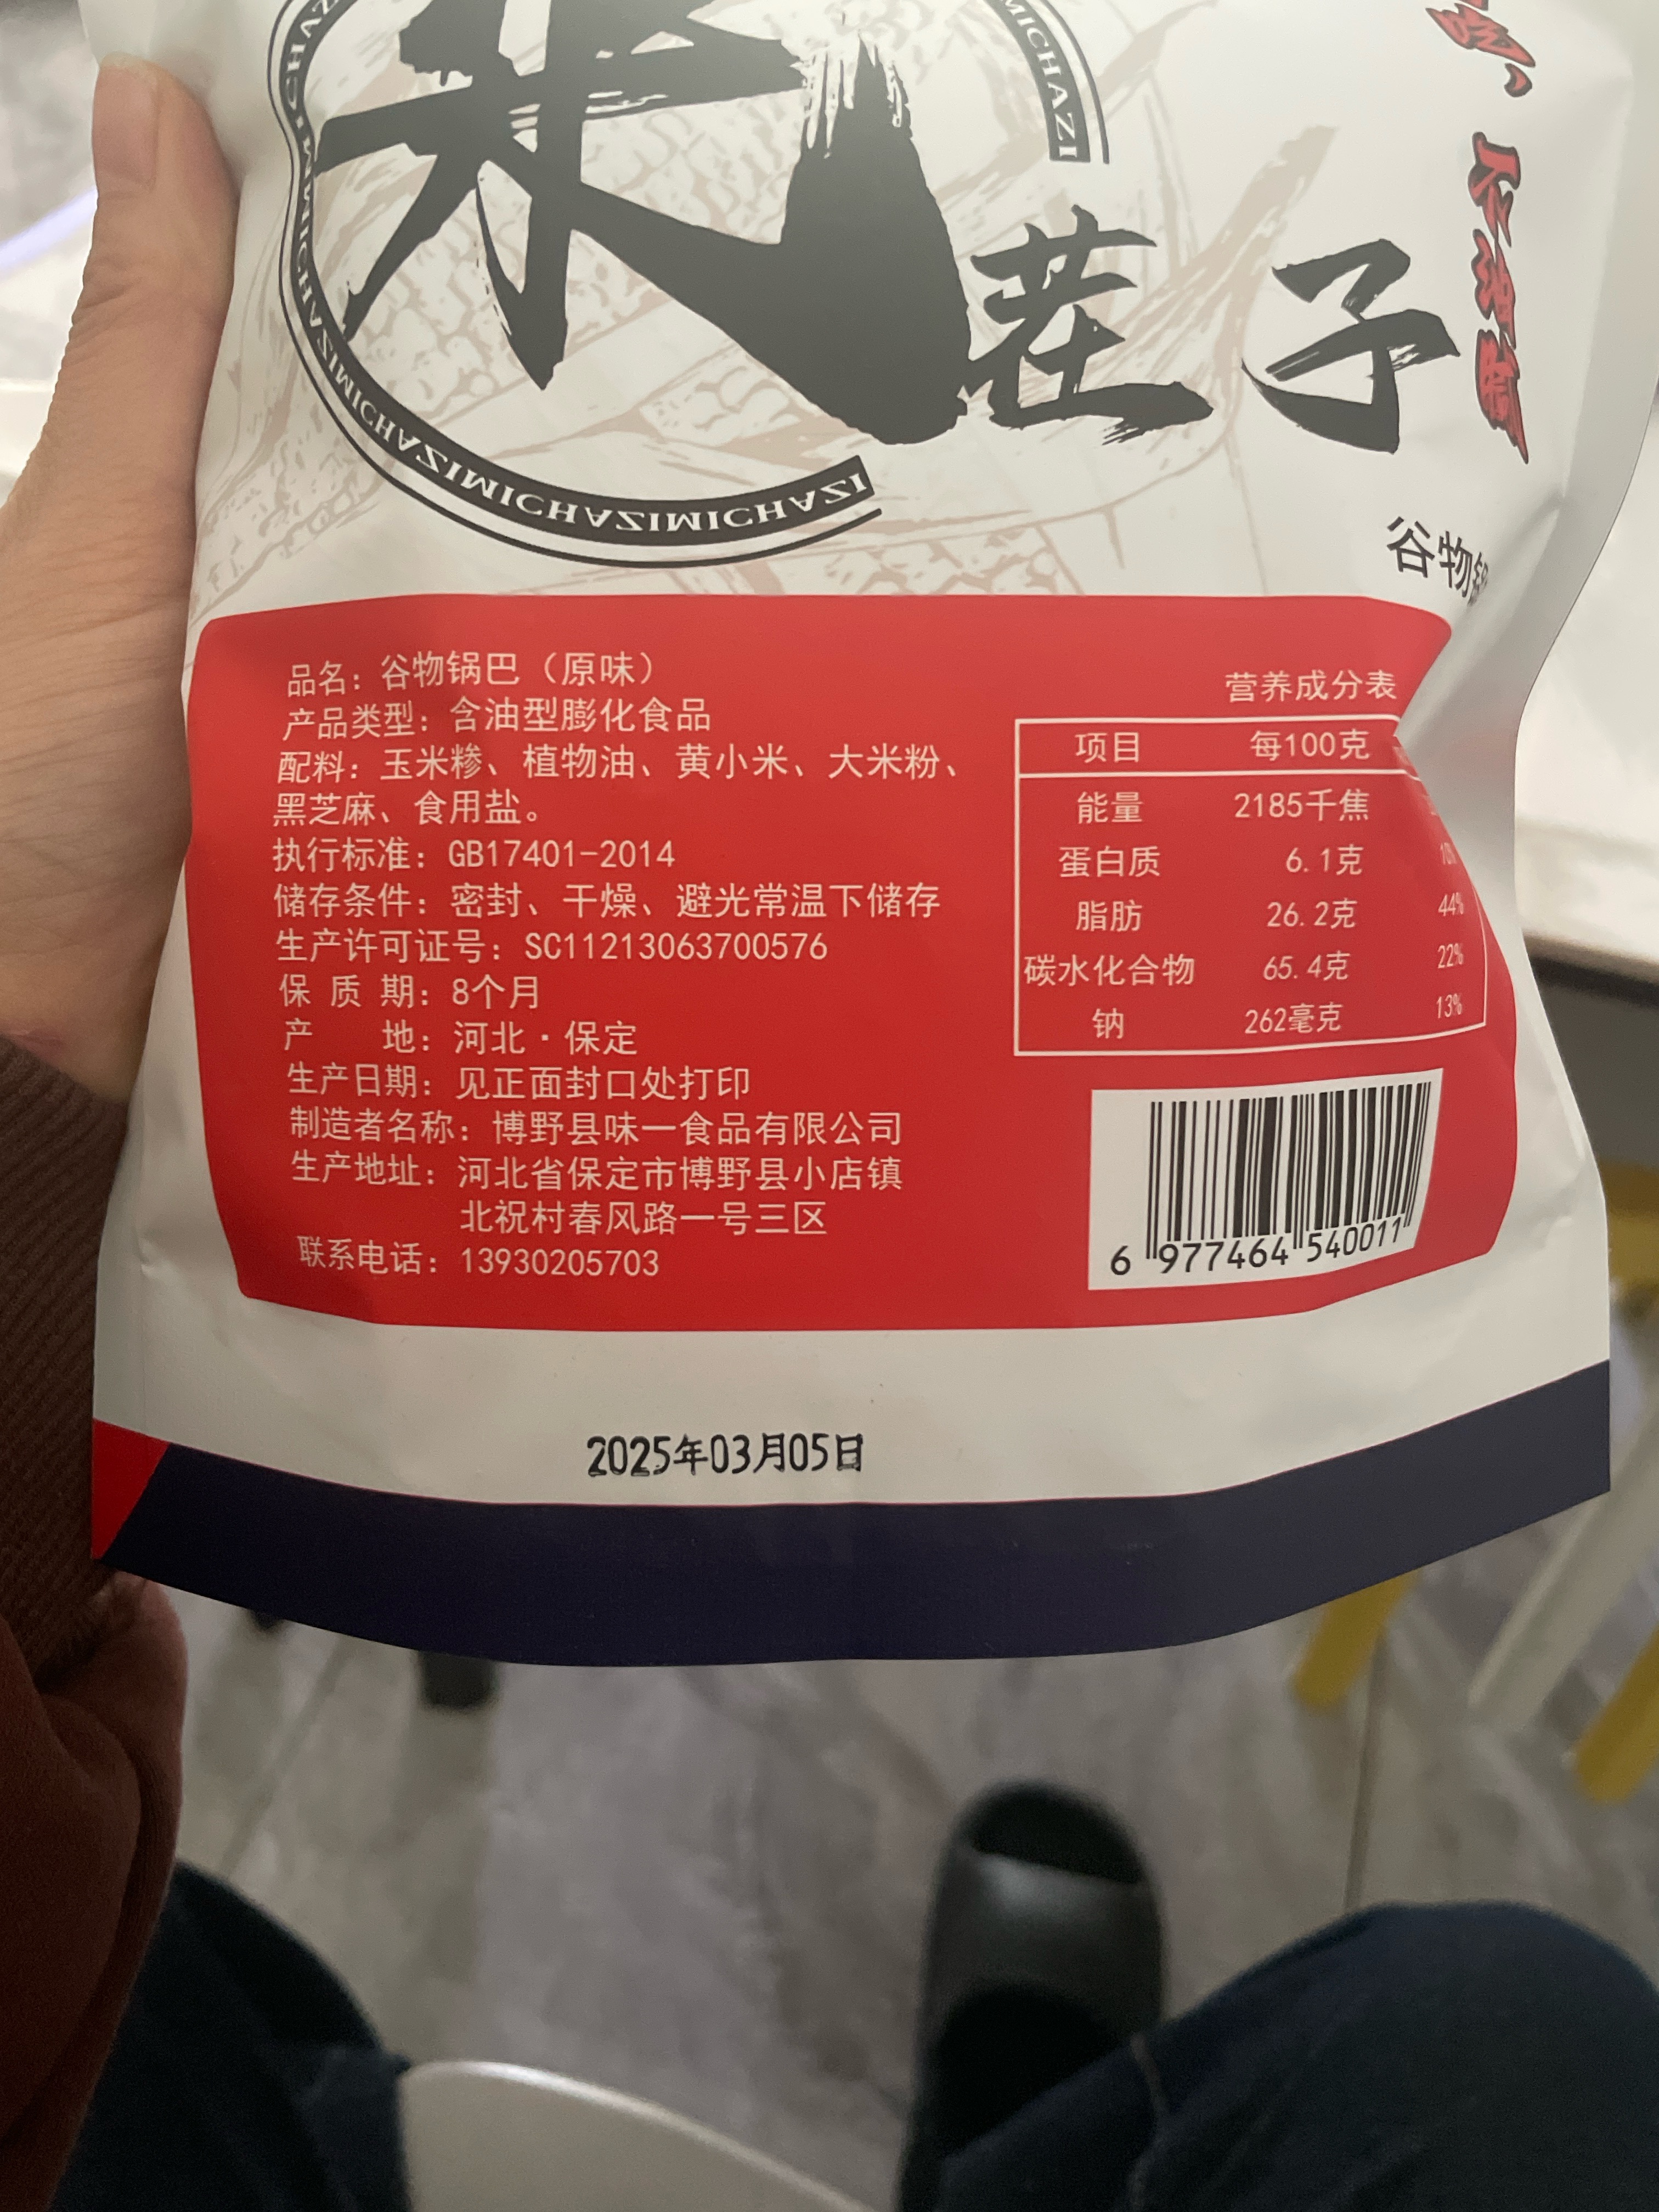 米茬子
MICHAZIMICHAZIMICHAZIMICHAZI
MICHAZI
不油腻
谷物锅
品名：谷物锅巴（原味）
产品类型：含油型膨化食品
配料：玉米糁、植物油、黄小米、大米粉、
黑芝麻、食用盐。
执行标准：GB17401-2014
储存条件：密封、干燥、避光常温下储存
生产许可证号：SC11213063700576
保 质 期：8个月
产　　地：河北·保定
生产日期：见正面封口处打印
制造者名称：博野县味一食品有限公司
生产地址：河北省保定市博野县小店镇
北祝村春风路一号三区
联系电话：13930205703
营养成分表
项目 每100克
能量 2185千焦
蛋白质 6.1克 10%
脂肪 26.2克 44%
碳水化合物 65.4克 22%
钠 262毫克 13%
6 977464 540011
2025年03月05日